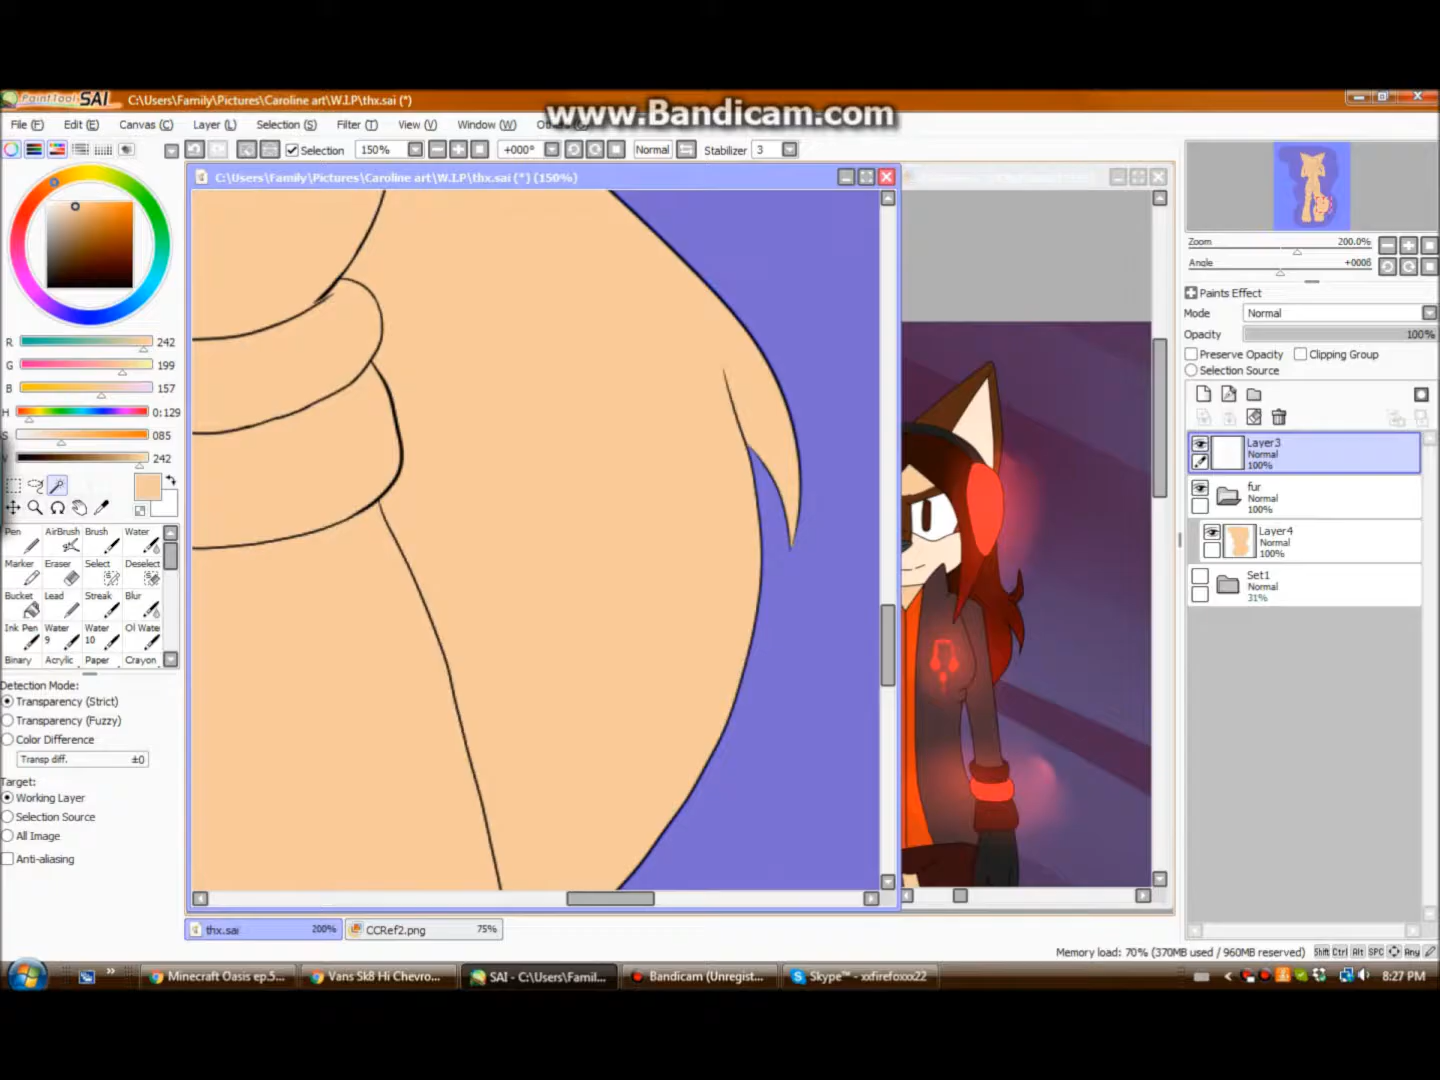 PaintTool SAI C:\Users\Family\Pictures\Caroline art\W.I.P\thx.sai (*)
www.Bandicam.com
File (F) Edit (E) Canvas (C) Layer (L) Selection (S) Filter (T) View (V) Window (W)
Selection 150% +000° Normal Stabilizer 3
C:\Users\Family\Pictures\Caroline art\W.I.P\thx.sai (*) (150%)
Zoom 200.0%
Angle
Paints Effect
Mode Normal
Opacity 100%
Preserve Opacity Clipping Group
Selection Source
Layer3
Normal
100%
fur
Normal
100%
Layer4
Normal
100%
Set1
Normal
31%
R 242
G 199
B 157
H 0:129
S 085
V 242
Pen AirBrush Brush Water
Marker Eraser Select Deselect
Bucket Lead Streak Blur
Ink Pen Water 9 Water 10 Ol Wate
Binary Acrylic Paper Crayon
Detection Mode:
Transparency (Strict)
Transparency (Fuzzy)
Color Difference
Transp diff. ±0
Target:
Working Layer
Selection Source
All Image
Anti-aliasing
thx.sai 200% CCRef2.png 75%
Memory load: 70% (370MB used / 960MB reserved) Shift Ctrl Alt SPC Any
Minecraft Oasis ep.5... Vans Sk8 Hi Chevro... SAI - C:\Users\Famil... Bandicam (Unregist... Skype™ - xxfirefoxxx22 8:27 PM